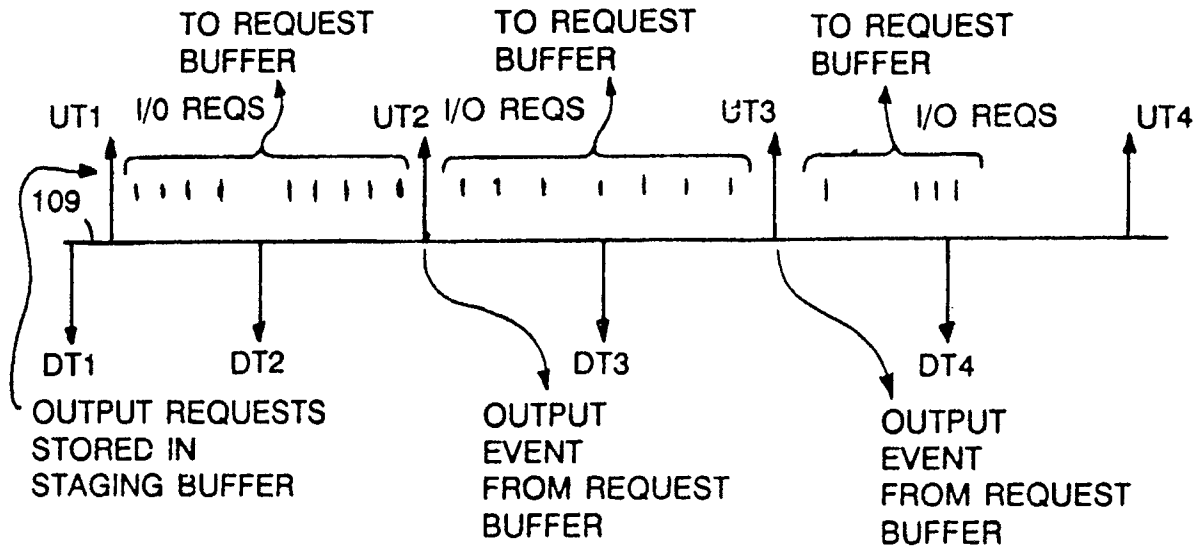 TO REQUEST
BUFFER
TO REQUEST
BUFFER
TO REQUEST
BUFFER
UT1
I/0 REQS
UT2
I/O REQS
UT3
I/O REQS
UT4
109
DT1
DT2
DT3
DT4
OUTPUT REQUESTS
STORED IN
STAGING BUFFER
OUTPUT
EVENT
FROM REQUEST
BUFFER
OUTPUT
EVENT
FROM REQUEST
BUFFER